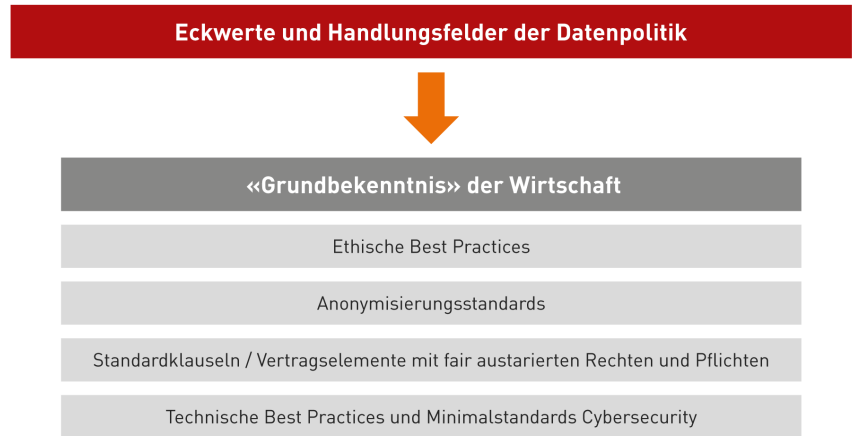 Eckwerte und Handlungsfelder der Datenpolitik
«Grundbekenntnis» der Wirtschaft
Ethische Best Practices
Anonymisierungsstandards
Standardklauseln / Vertragselemente mit fair austarierten Rechten und Pflichten
Technische Best Practices und Minimalstandards Cybersecurity